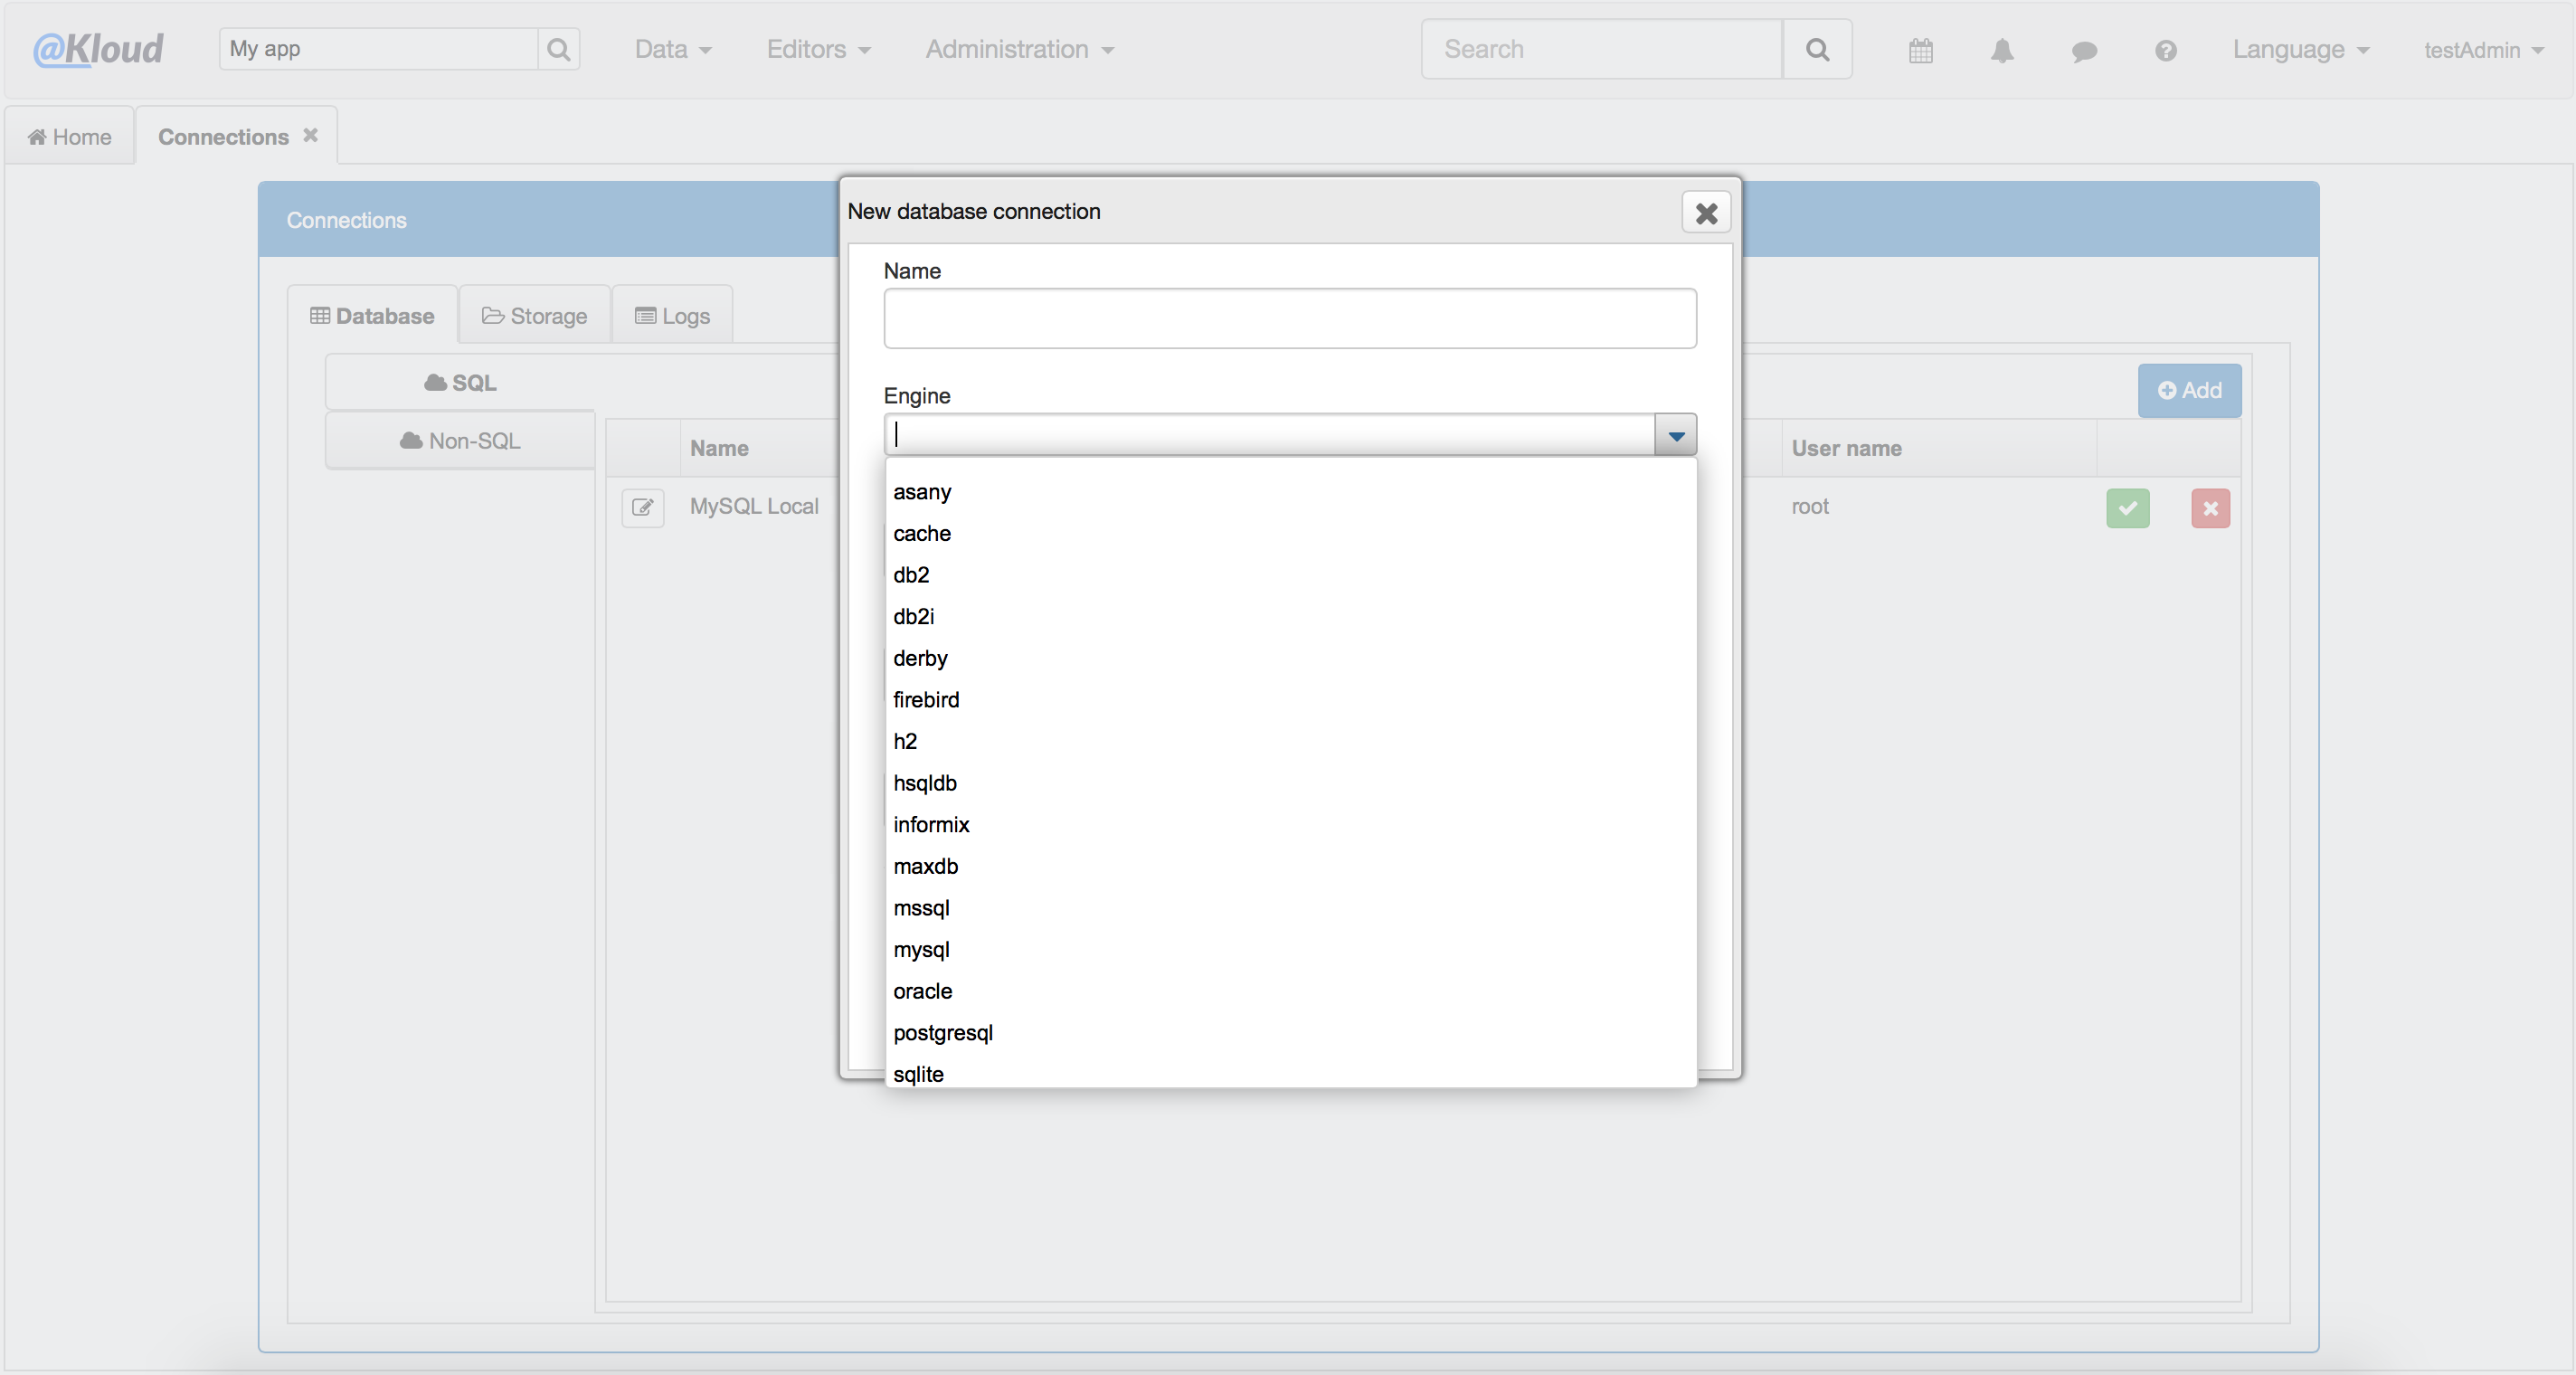 @Kloud My app Data Editors Administration Search Language testAdmin
Home Connections
Connections
New database connection
Name
Database Storage Logs
SQL
Engine
Add
Non-SQL
Name User name
MySQL Local root
asany
cache
db2
db2i
derby
firebird
h2
hsqldb
informix
maxdb
mssql
mysql
oracle
postgresql
sqlite